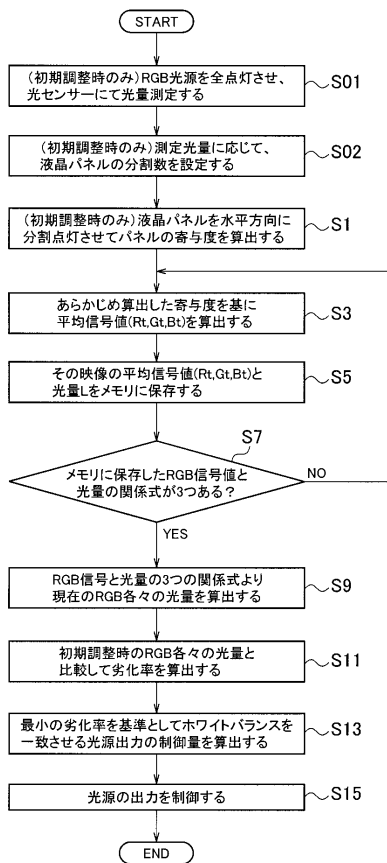 START
(初期調整時のみ)RGB光源を全点灯させ、
光センサーにて光量測定する
S01
(初期調整時のみ)測定光量に応じて、
液晶パネルの分割数を設定する
S02
(初期調整時のみ)液晶パネルを水平方向に
分割点灯させてパネルの寄与度を算出する
S1
あらかじめ算出した寄与度を基に
平均信号値(Rt,Gt,Bt)を算出する
S3
その映像の平均信号値(Rt,Gt,Bt)と
光量Lをメモリに保存する
S5
S7
メモリに保存したRGB信号値と
光量の関係式が3つある?
NO
YES
RGB信号と光量の3つの関係式より
現在のRGB各々の光量を算出する
S9
初期調整時のRGB各々の光量と
比較して劣化率を算出する
S11
最小の劣化率を基準としてホワイトバランスを
一致させる光源出力の制御量を算出する
S13
光源の出力を制御する
S15
END